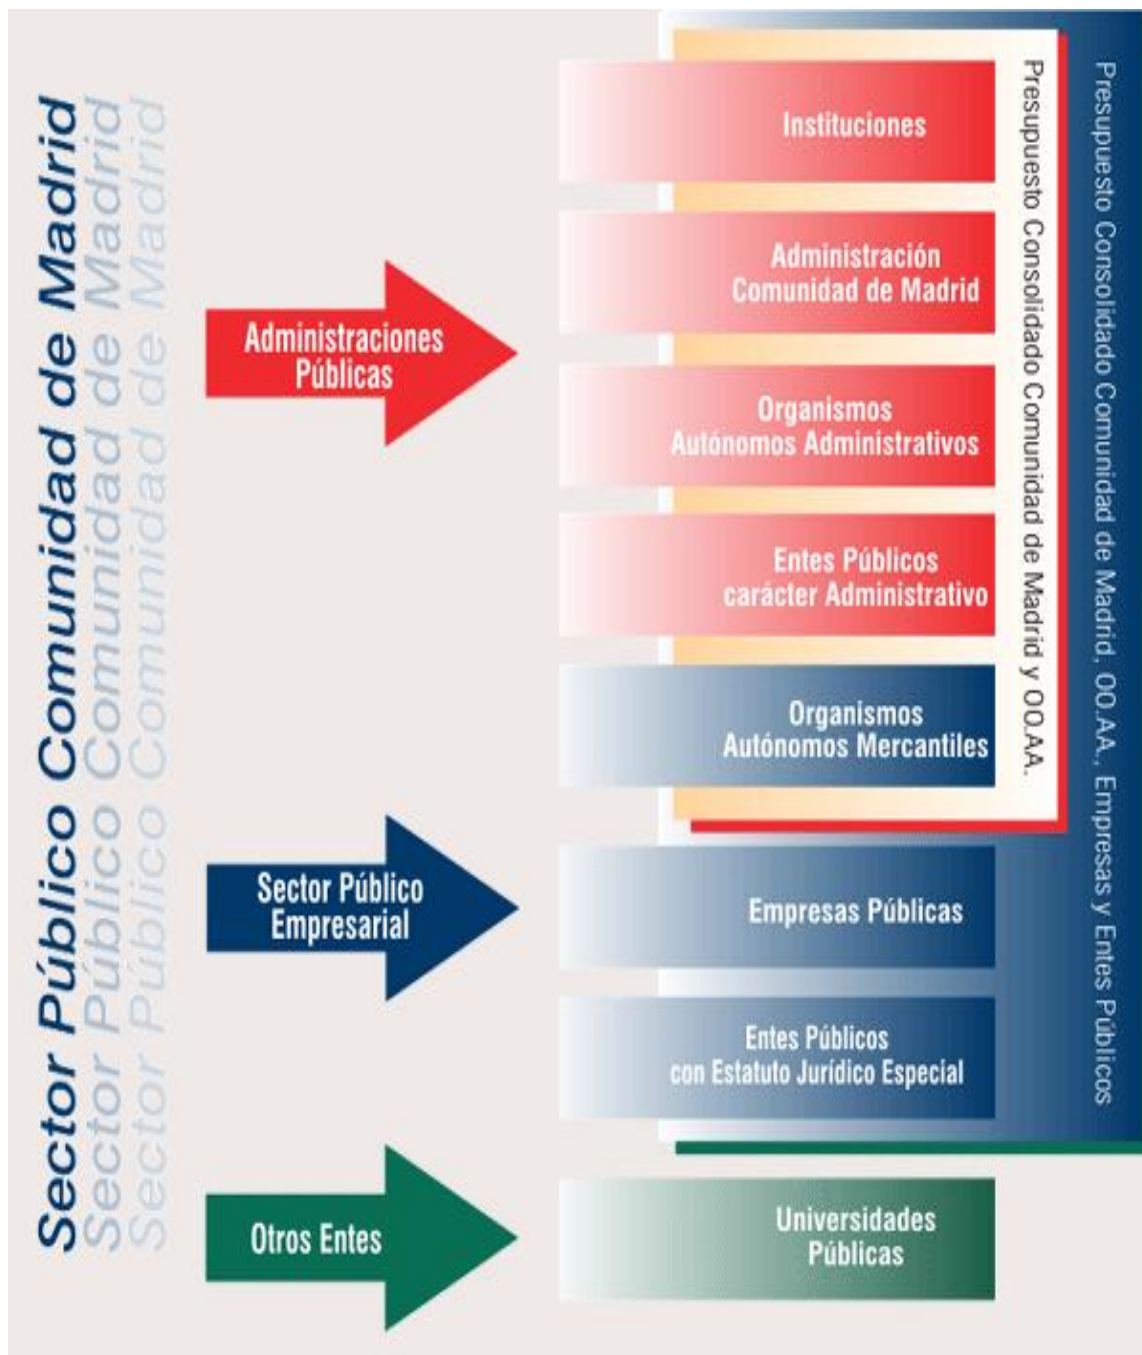 Sector Público Comunidad de Madrid
Sector Público Comunidad de Madrid
Sector Público Comunidad de Madrid
Administraciones
Públicas
Instituciones
Administración
Comunidad de Madrid
Organismos
Autónomos Administrativos
Entes Públicos
carácter Administrativo
Organismos
Autónomos Mercantiles
Sector Público
Empresarial
Empresas Públicas
Entes Públicos
con Estatuto Jurídico Especial
Otros Entes
Universidades
Públicas
Presupuesto Consolidado Comunidad de Madrid y OO.AA.
Presupuesto Consolidado Comunidad de Madrid, OO.AA., Empresas y Entes Públicos